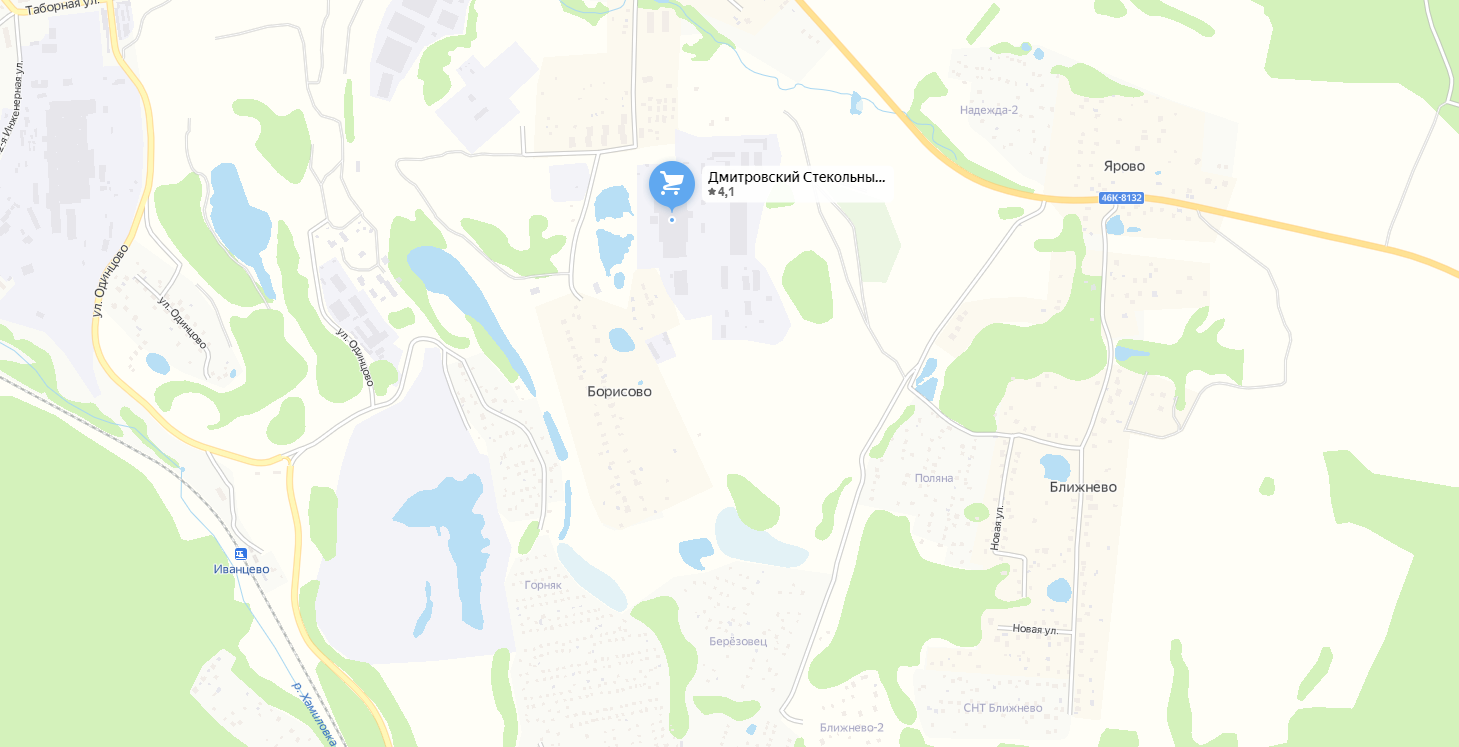 Таборная ул.
2-я Инженерная ул.
Надежда-2
Ярово
Дмитровский Стекольны...
4,1
46К-8132
ул. Одинцово
ул. Одинцово
ул. Одинцово
Борисово
Поляна
Ближнево
Новая ул.
Иванцево
Горняк
Новая ул.
Берёзовец
р. Хамиловка
СНТ Ближнево
Ближнево-2